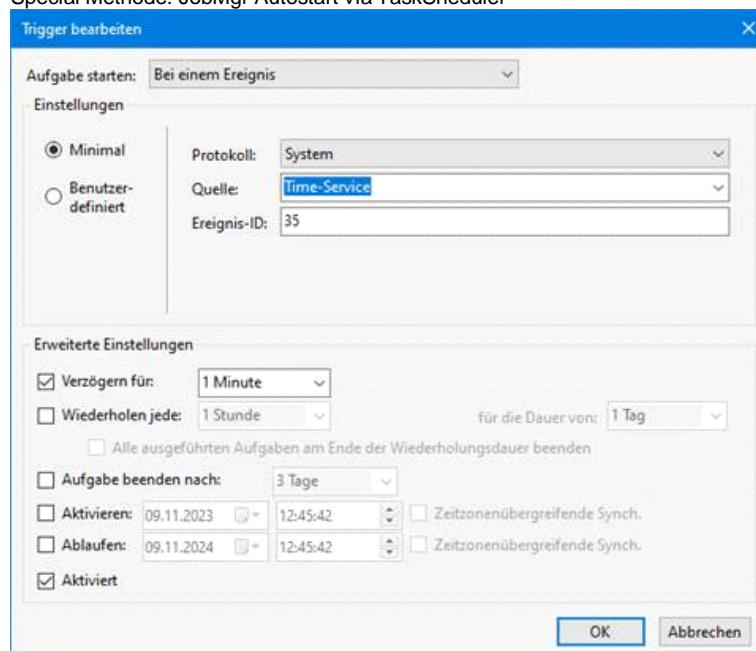 Special Methode: JobMgr Autostart via TaskSheduler
Trigger bearbeiten
Aufgabe starten: Bei einem Ereignis
Einstellungen
Minimal
Benutzer-
definiert
Protokoll: System
Quelle: Time-Service
Ereignis-ID: 35
Erweiterte Einstellungen
Verzögern für: 1 Minute
Wiederholen jede: 1 Stunde für die Dauer von: 1 Tag
Alle ausgeführten Aufgaben am Ende der Wiederholungsdauer beenden
Aufgabe beenden nach: 3 Tage
Aktivieren: 09.11.2023 12:45:42 Zeitzonenübergreifende Synch.
Ablaufen: 09.11.2024 12:45:42 Zeitzonenübergreifende Synch.
Aktiviert
OK Abbrechen